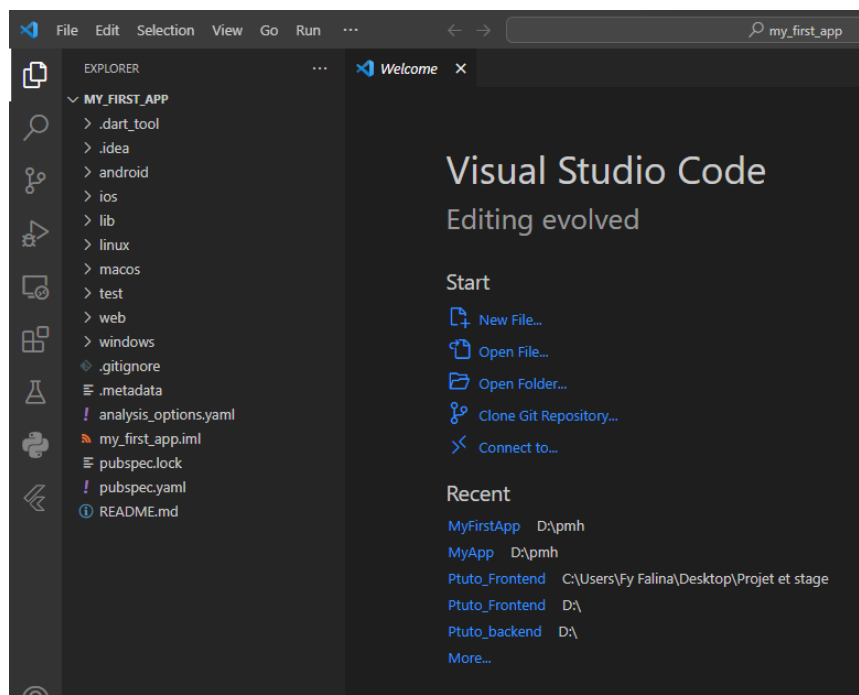 File Edit Selection View Go Run ··· my_first_app
EXPLORER ···
Welcome
MY_FIRST_APP
.dart_tool
.idea
android
ios
lib
linux
macos
test
web
windows
.gitignore
.metadata
analysis_options.yaml
my_first_app.iml
pubspec.lock
pubspec.yaml
README.md
Visual Studio Code
Editing evolved
Start
New File...
Open File...
Open Folder...
Clone Git Repository...
Connect to...
Recent
MyFirstApp D:\pmh
MyApp D:\pmh
Ptuto_Frontend C:\Users\Fy Falina\Desktop\Projet et stage
Ptuto_Frontend D:\
Ptuto_backend D:\
More...